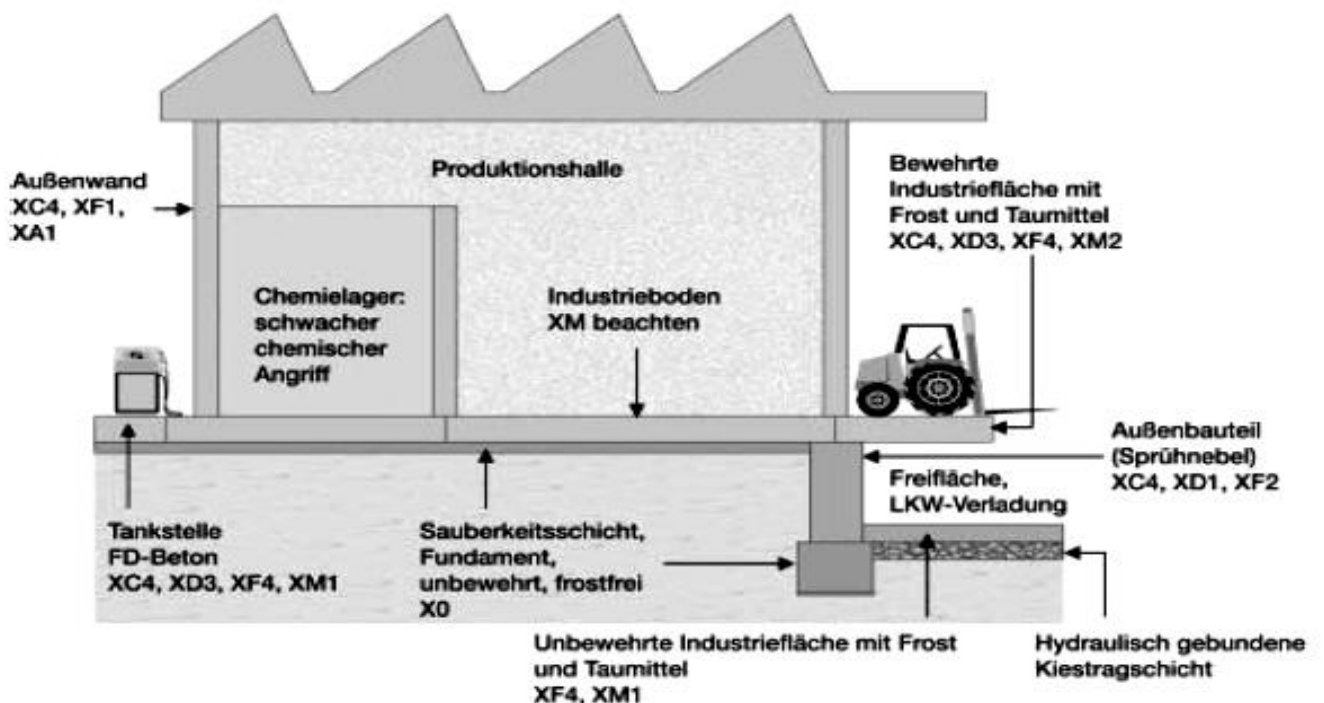 Produktionshalle
Außenwand
XC4, XF1,
XA1
Bewehrte
Industriefläche mit
Frost und Taumittel
XC4, XD3, XF4, XM2
Chemielager:
schwacher
chemischer
Angriff
Industrieboden
XM beachten
Außenbauteil
(Sprühnebel)
XC4, XD1, XF2
Freifläche,
LKW-Verladung
Tankstelle
FD-Beton
XC4, XD3, XF4, XM1
Sauberkeitsschicht,
Fundament,
unbewehrt, frostfrei
X0
Unbewehrte Industriefläche mit Frost
und Taumittel
XF4, XM1
Hydraulisch gebundene
Kiestragschicht